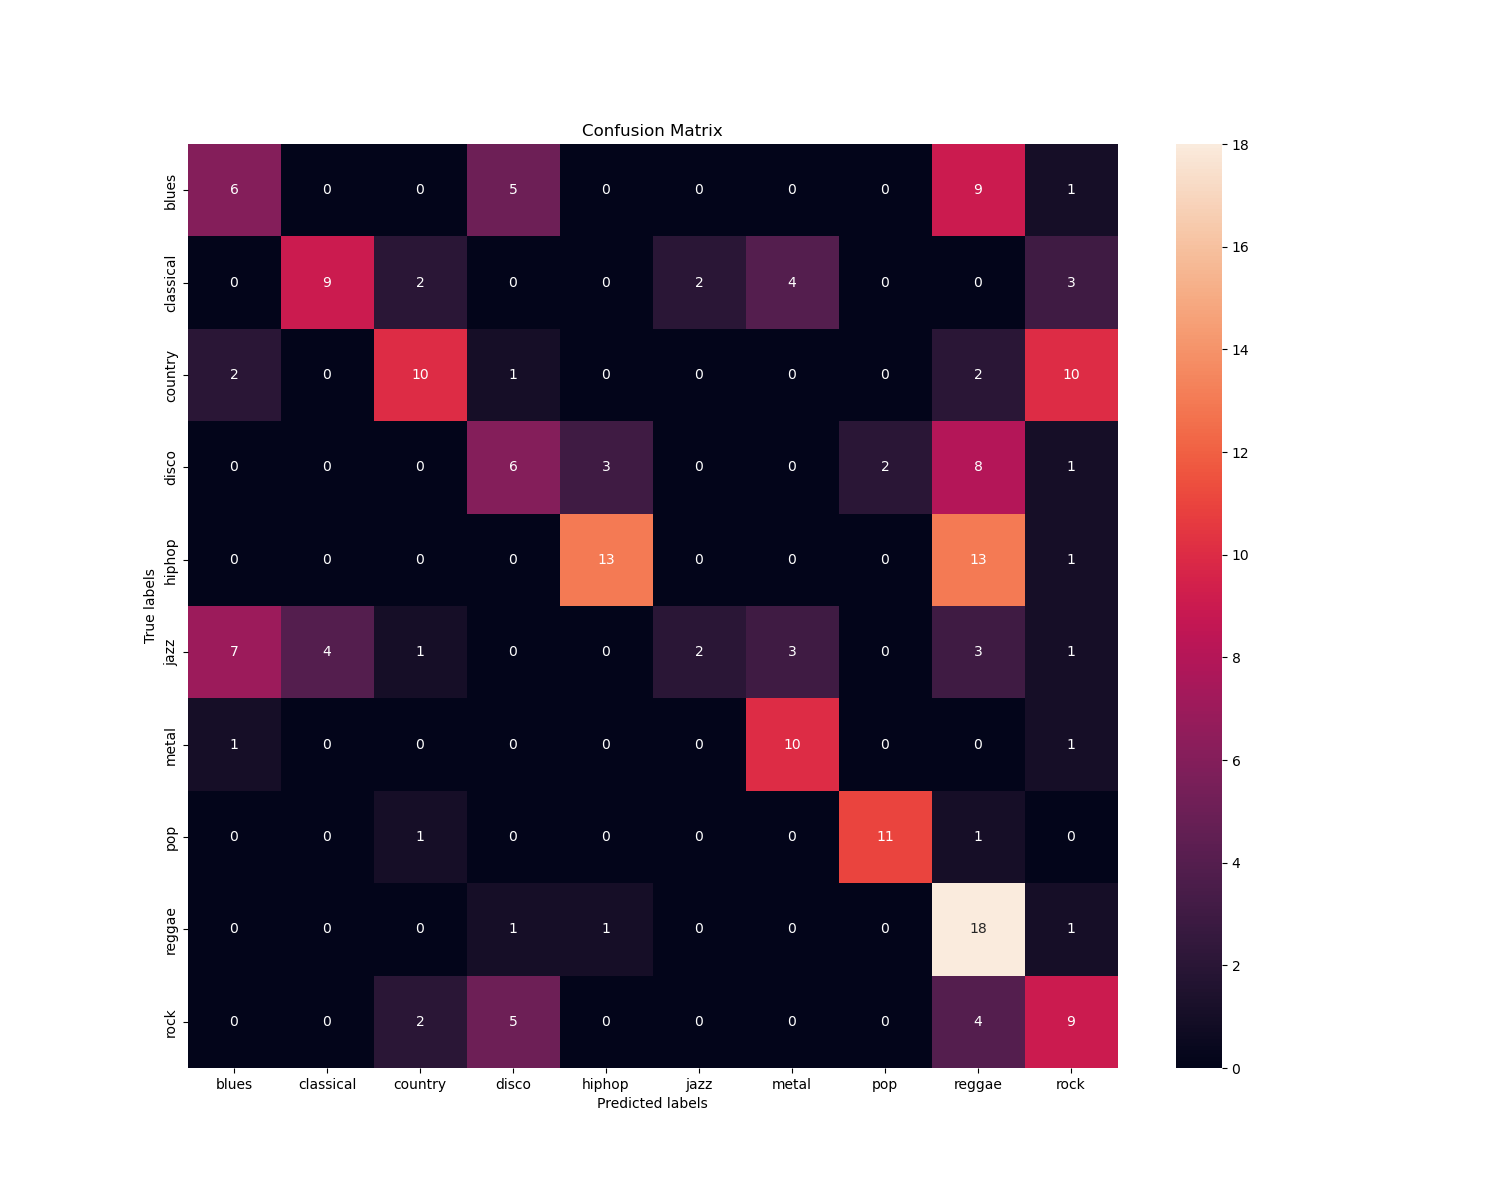 Confusion Matrix
blues 6 0 0 5 0 0 0 0 9 1
classical 0 9 2 0 0 2 4 0 0 3
country 2 0 10 1 0 0 0 0 2 10
disco 0 0 0 6 3 0 0 2 8 1
hiphop 0 0 0 0 13 0 0 0 13 1
jazz 7 4 1 0 0 2 3 0 3 1
metal 1 0 0 0 0 0 10 0 0 1
pop 0 0 1 0 0 0 0 11 1 0
reggae 0 0 0 1 1 0 0 0 18 1
rock 0 0 2 5 0 0 0 0 4 9
True labels
blues classical country disco hiphop jazz metal pop reggae rock
Predicted labels
18
16
14
12
10
8
6
4
2
0